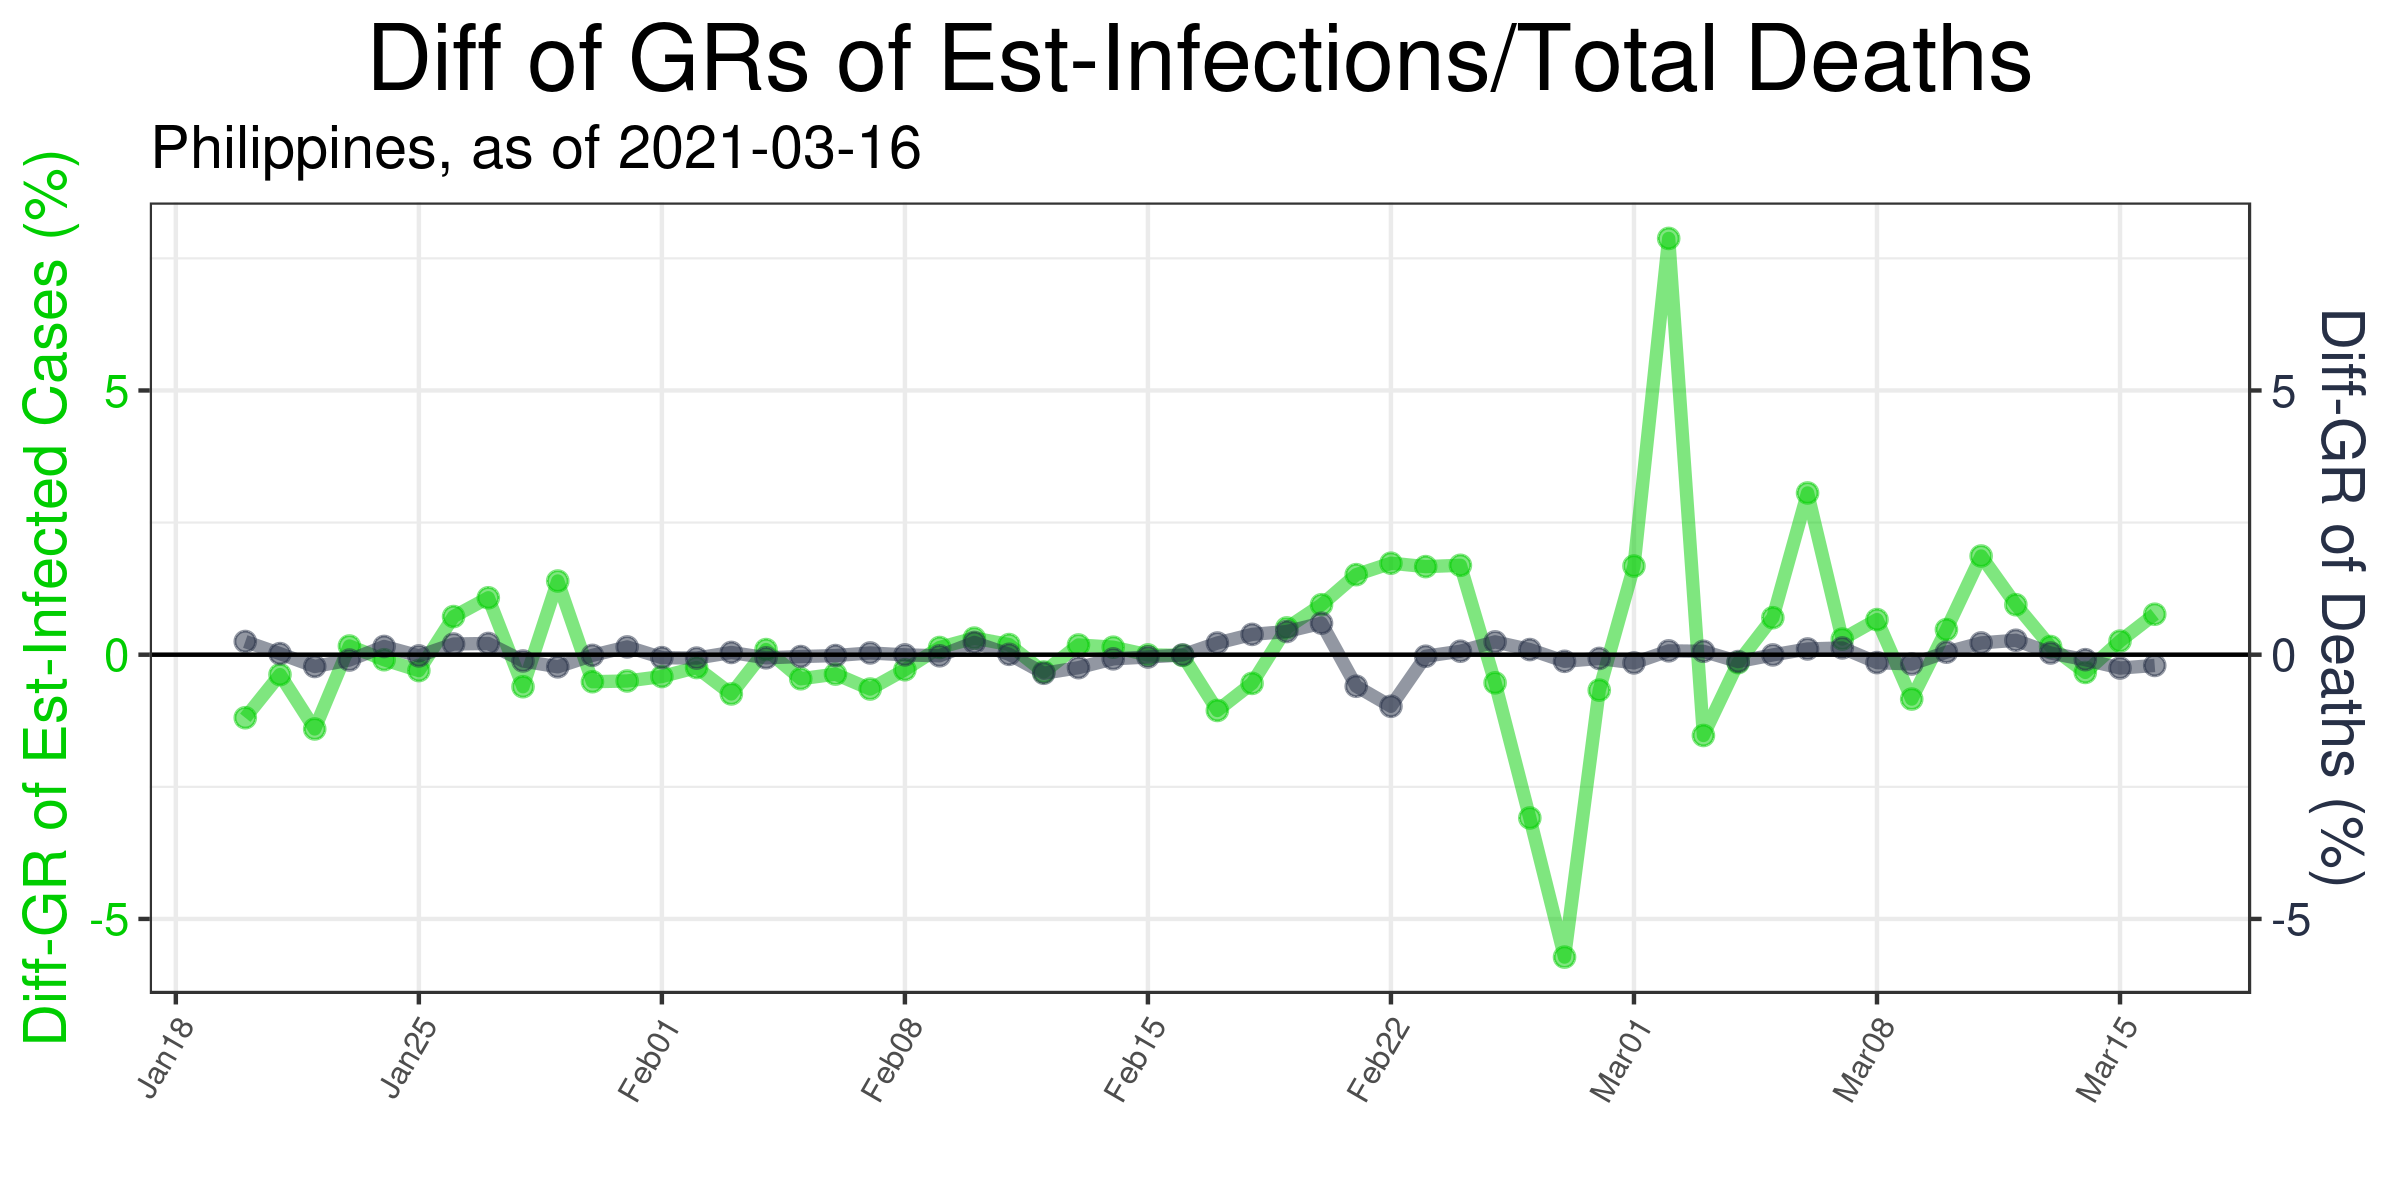 Diff of GRs of Est-Infections/Total Deaths
Philippines, as of 2021-03-16
Diff-GR of Est-Infected Cases (%)
5
0
-5
5
0
-5
Diff-GR of Deaths (%)
Jan18
Jan25
Feb01
Feb08
Feb15
Feb22
Mar01
Mar08
Mar15